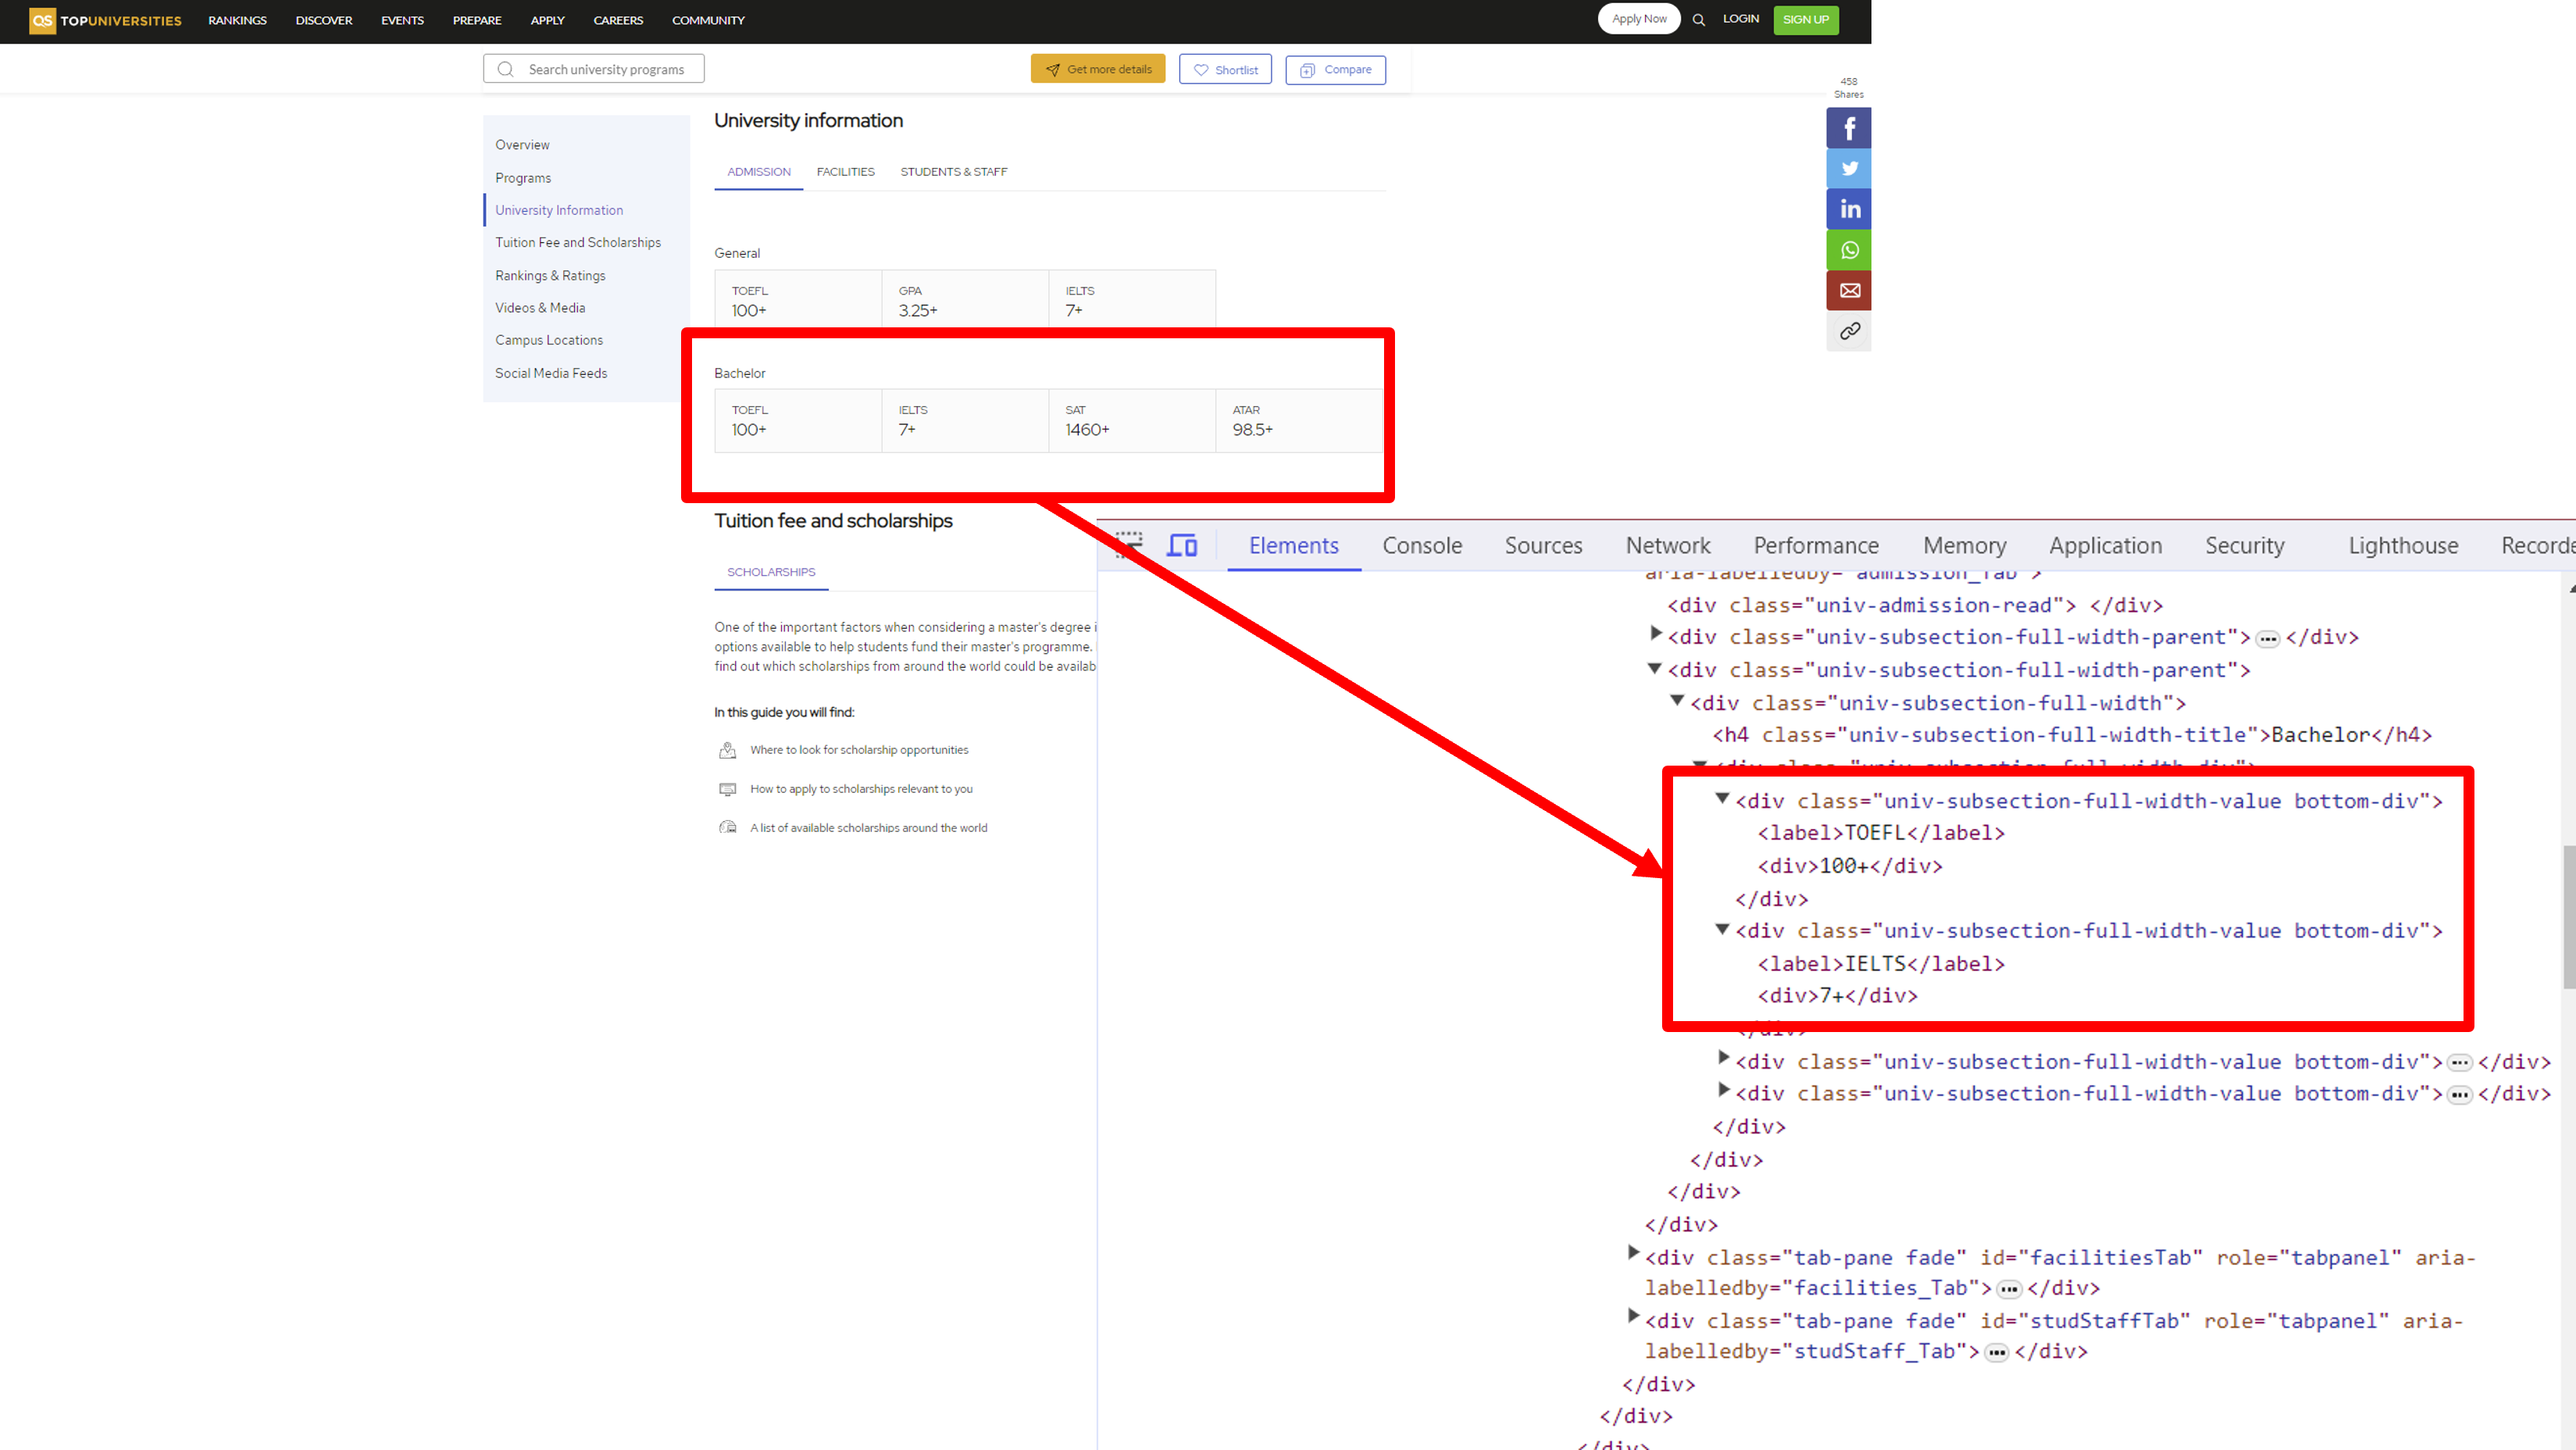 QS TOPUNIVERSITIES RANKINGS DISCOVER EVENTS PREPARE APPLY CAREERS COMMUNITY Apply Now LOGIN SIGN UP
Search university programs Get more details Shortlist Compare
458
Shares
Overview
Programs
University Information
Tuition Fee and Scholarships
Rankings & Ratings
Videos & Media
Campus Locations
Social Media Feeds
University information
ADMISSION FACILITIES STUDENTS & STAFF
General
TOEFL GPA IELTS
100+ 3.25+ 7+
Bachelor
TOEFL IELTS SAT ATAR
100+ 7+ 1460+ 98.5+
Tuition fee and scholarships
SCHOLARSHIPS
One of the important factors when considering a master's degree i
options available to help students fund their master's programme.
find out which scholarships from around the world could be availab
In this guide you will find:
Where to look for scholarship opportunities
How to apply to scholarships relevant to you
A list of available scholarships around the world
Elements Console Sources Network Performance Memory Application Security Lighthouse Recorde
aria-labelledby="admission_Tab">
<div class="univ-admission-read"> </div>
<div class="univ-subsection-full-width-parent">…</div>
<div class="univ-subsection-full-width-parent">
<div class="univ-subsection-full-width">
<h4 class="univ-subsection-full-width-title">Bachelor</h4>
<div class="univ-subsection-full-width-div">
<div class="univ-subsection-full-width-value bottom-div">
<label>TOEFL</label>
<div>100+</div>
</div>
<div class="univ-subsection-full-width-value bottom-div">
<label>IELTS</label>
<div>7+</div>
</div>
<div class="univ-subsection-full-width-value bottom-div">…</div>
<div class="univ-subsection-full-width-value bottom-div">…</div>
</div>
</div>
</div>
</div>
<div class="tab-pane fade" id="facilitiesTab" role="tabpanel" aria-
labelledby="facilities_Tab">…</div>
<div class="tab-pane fade" id="studStaffTab" role="tabpanel" aria-
labelledby="studStaff_Tab">…</div>
</div>
</div>
</div>